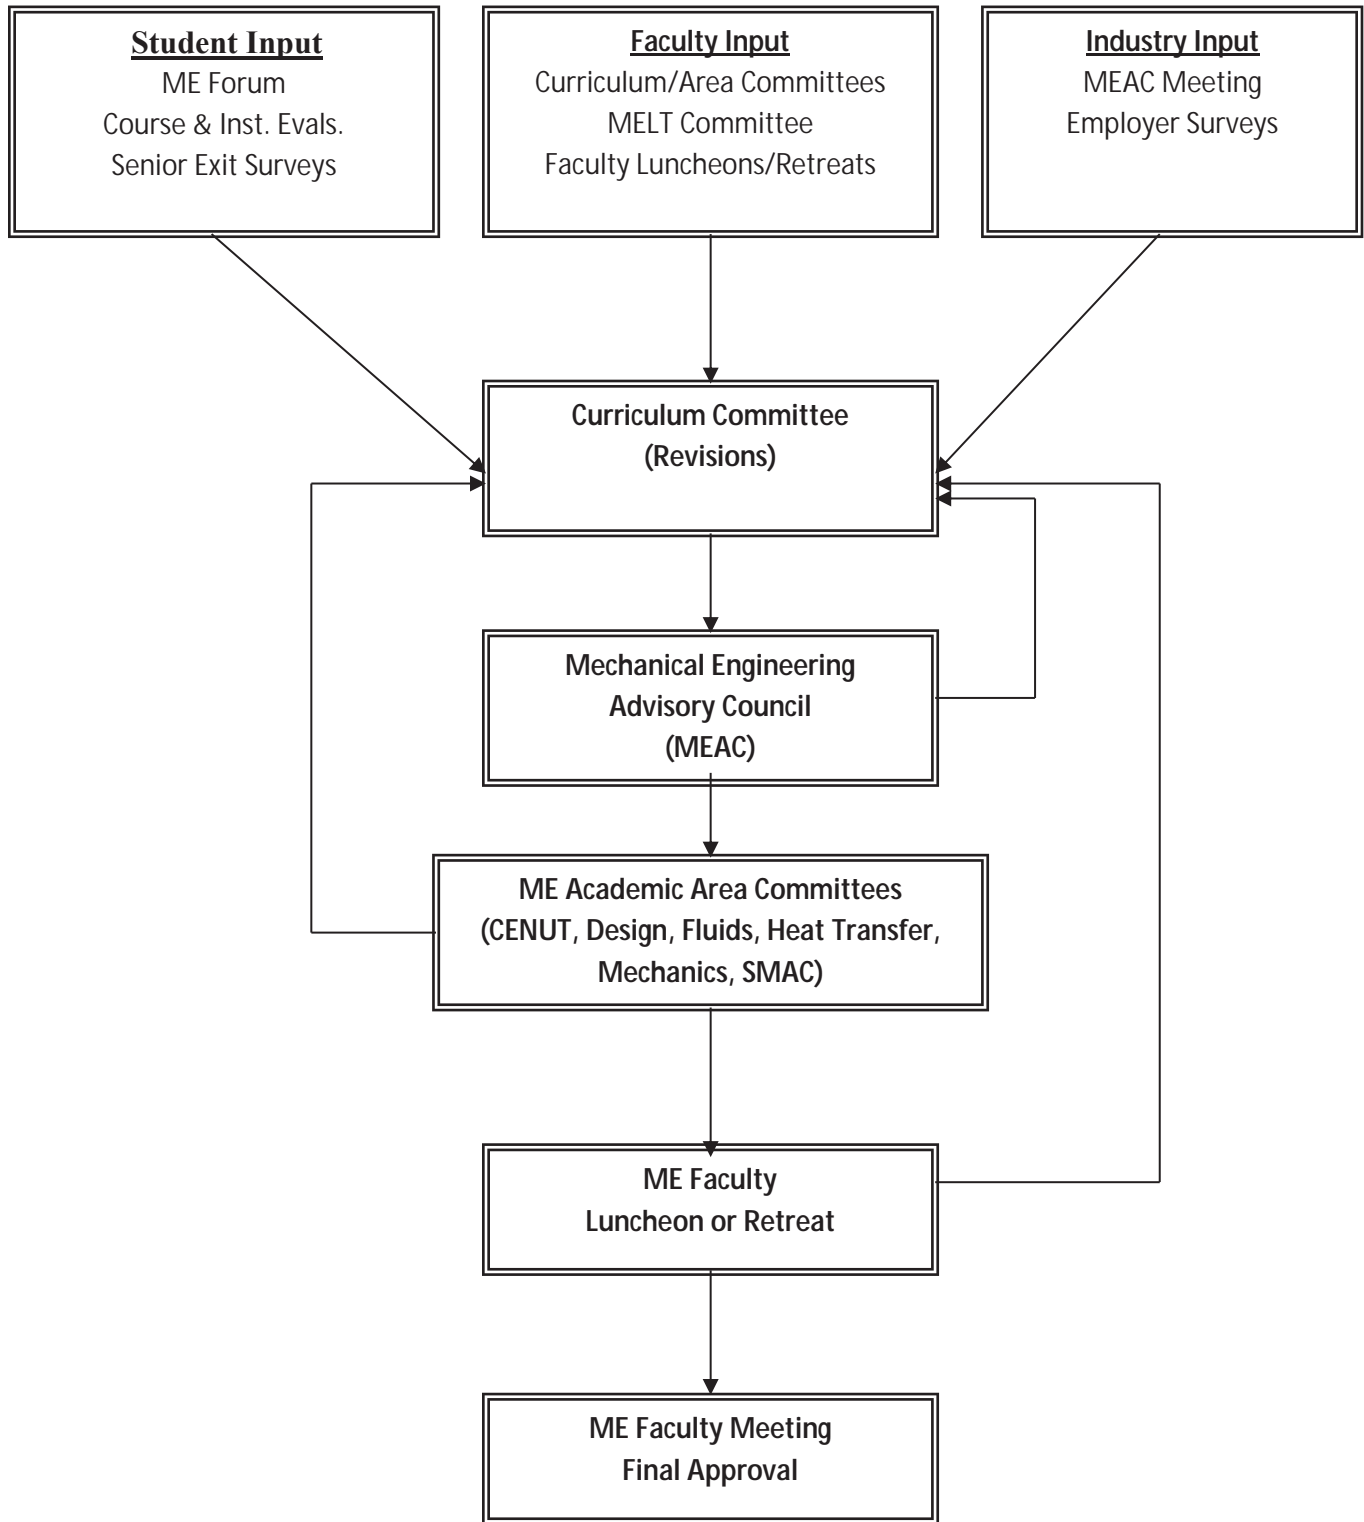 Student Input
ME Forum
Course & Inst. Evals.
Senior Exit Surveys
Faculty Input
Curriculum/Area Committees
MELT Committee
Faculty Luncheons/Retreats
Industry Input
MEAC Meeting
Employer Surveys
Curriculum Committee
(Revisions)
Mechanical Engineering
Advisory Council
(MEAC)
ME Academic Area Committees
(CENUT, Design, Fluids, Heat Transfer,
Mechanics, SMAC)
ME Faculty
Luncheon or Retreat
ME Faculty Meeting
Final Approval